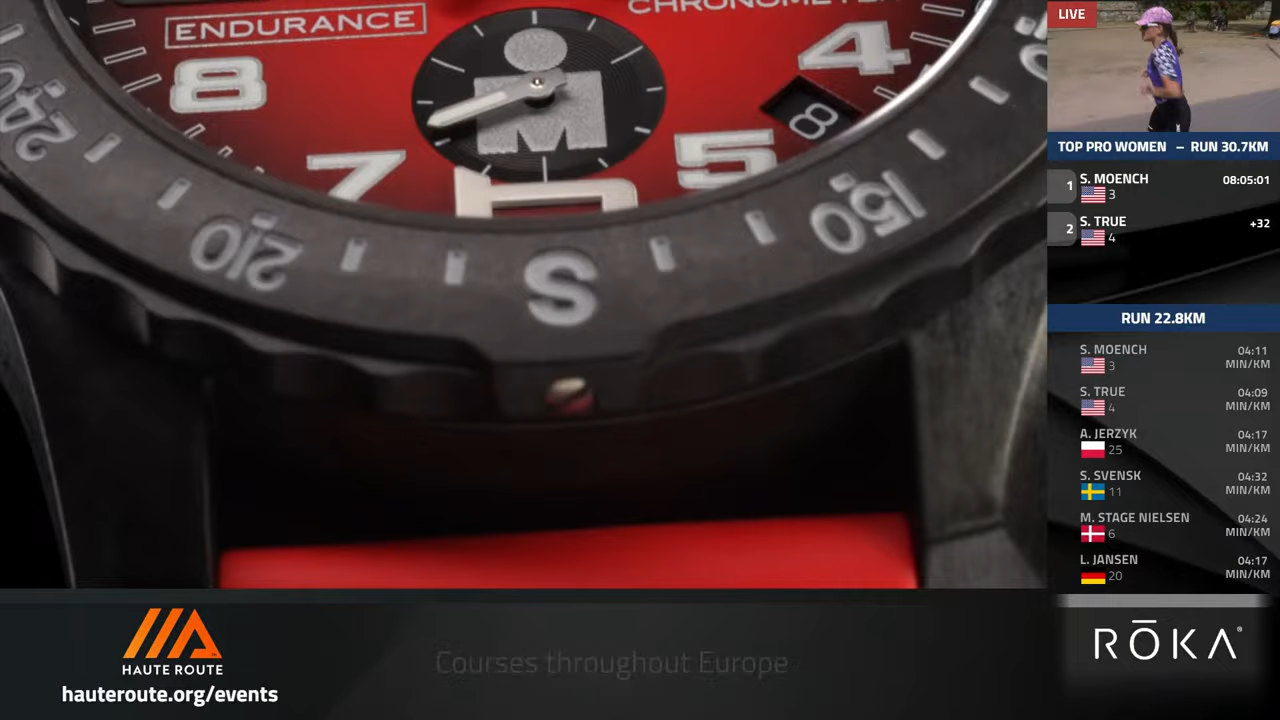 ENDURANCE
CHRONOMETER
8
4
8
7
5
240
210
S
150
M
LIVE
TOP PRO WOMEN – RUN 30.7KM
1 S. MOENCH 08:05:01
3
2 S. TRUE +32
4
RUN 22.8KM
S. MOENCH 04:11
3 MIN/KM
S. TRUE 04:09
4 MIN/KM
A. JERZYK 04:17
25 MIN/KM
S. SVENSK 04:32
11 MIN/KM
M. STAGE NIELSEN 04:24
6 MIN/KM
L. JANSEN 04:17
20 MIN/KM
HAUTE ROUTE
hauteroute.org/events
Courses throughout Europe
RŌKA®